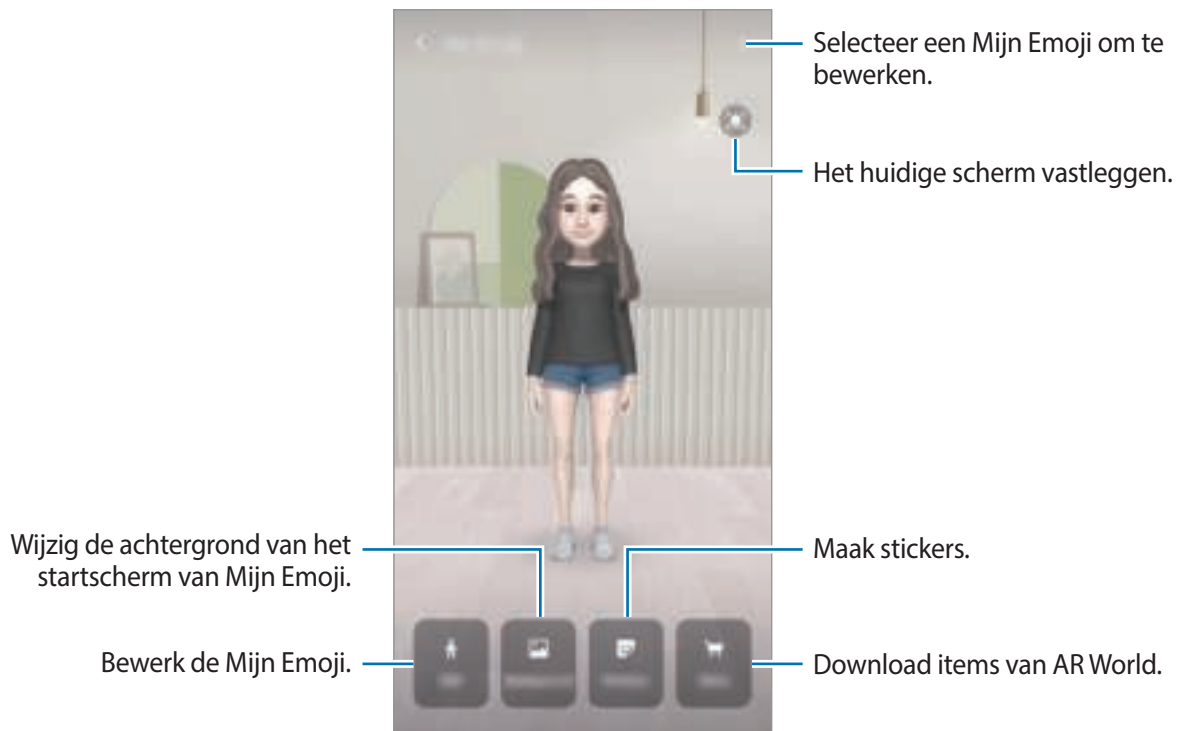 Selecteer een Mijn Emoji om te
bewerken.
Het huidige scherm vastleggen.
Wijzig de achtergrond van het
startscherm van Mijn Emoji.
Maak stickers.
Bewerk de Mijn Emoji.
Download items van AR World.